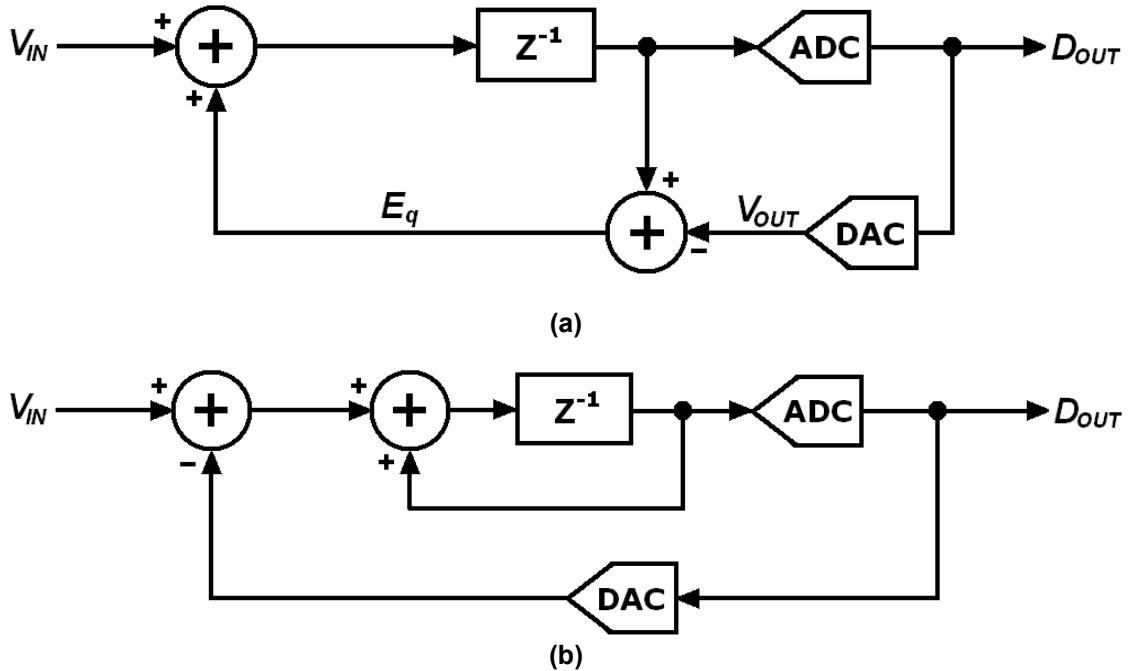 V_IN + + + Z⁻¹ ADC D_OUT
E_q + + - V_OUT DAC
(a)
V_IN + + + + Z⁻¹ ADC D_OUT
- +
DAC
(b)